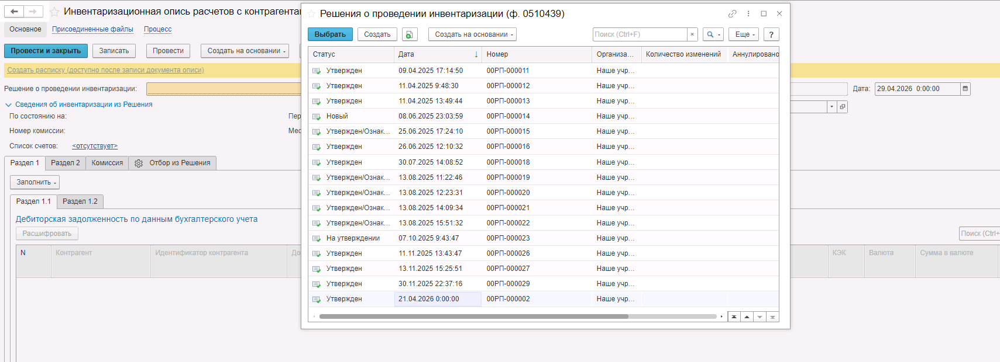 Инвентаризационная опись расчетов с контрагента
Основное Присоединенные файлы Процесс
Провести и закрыть Записать Провести Создать на основании
Создать расписку (доступно после записи документа описи)
Решение о проведении инвентаризации:
Дата: 29.04.2026 0:00:00
Сведения об инвентаризации из Решения
По состоянию на: Пер
Номер комиссии: Мес
Список счетов: <отсутствует>
Раздел 1 Раздел 2 Комиссия Отбор из Решения
Заполнить
Раздел 1.1 Раздел 1.2
Дебиторская задолженность по данным бухгалтерского учета
Расшифровать
Поиск (Ctrl+
N Контрагент Идентификатор контрагента До КЭК Валюта Сумма в валюте
Решения о проведении инвентаризации (ф. 0510439)
Выбрать Создать Создать на основании Поиск (Ctrl+F) × Еще ?
Статус Дата ↓ Номер Организа... Количество изменений Аннулировано
Утвержден 09.04.2025 17:14:50 00РП-000011 Наше учр...
Утвержден 11.04.2025 9:48:30 00РП-000012 Наше учр...
Утвержден 11.04.2025 13:49:44 00РП-000013 Наше учр...
Новый 08.06.2025 23:03:59 00РП-000014 Наше учр...
Утвержден/Ознак... 25.06.2025 17:24:10 00РП-000015 Наше учр...
Утвержден 26.06.2025 12:10:32 00РП-000016 Наше учр...
Утвержден 30.07.2025 14:08:52 00РП-000018 Наше учр...
Утвержден/Ознак... 13.08.2025 11:22:46 00РП-000019 Наше учр...
Утвержден/Ознак... 13.08.2025 12:23:31 00РП-000020 Наше учр...
Утвержден/Ознак... 13.08.2025 14:09:34 00РП-000021 Наше учр...
Утвержден/Ознак... 13.08.2025 15:51:32 00РП-000022 Наше учр...
На утверждении 07.10.2025 9:43:47 00РП-000023 Наше учр...
Утвержден 11.11.2025 13:43:47 00РП-000026 Наше учр...
Утвержден 13.11.2025 15:25:51 00РП-000027 Наше учр...
Утвержден 30.11.2025 22:37:16 00РП-000029 Наше учр...
Утвержден 21.04.2026 0:00:00 00РП-000002 Наше учр...